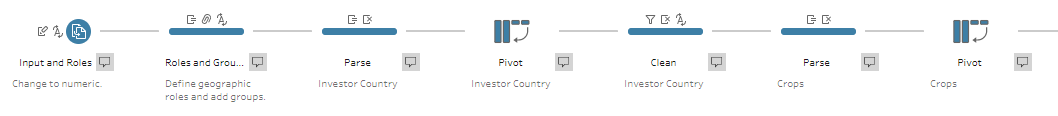 Input and Roles
Roles and Grou...
Parse
Pivot
Clean
Parse
Pivot
Change to numeric.
Define geographic
roles and add groups.
Investor Country
Investor Country
Investor Country
Crops
Crops